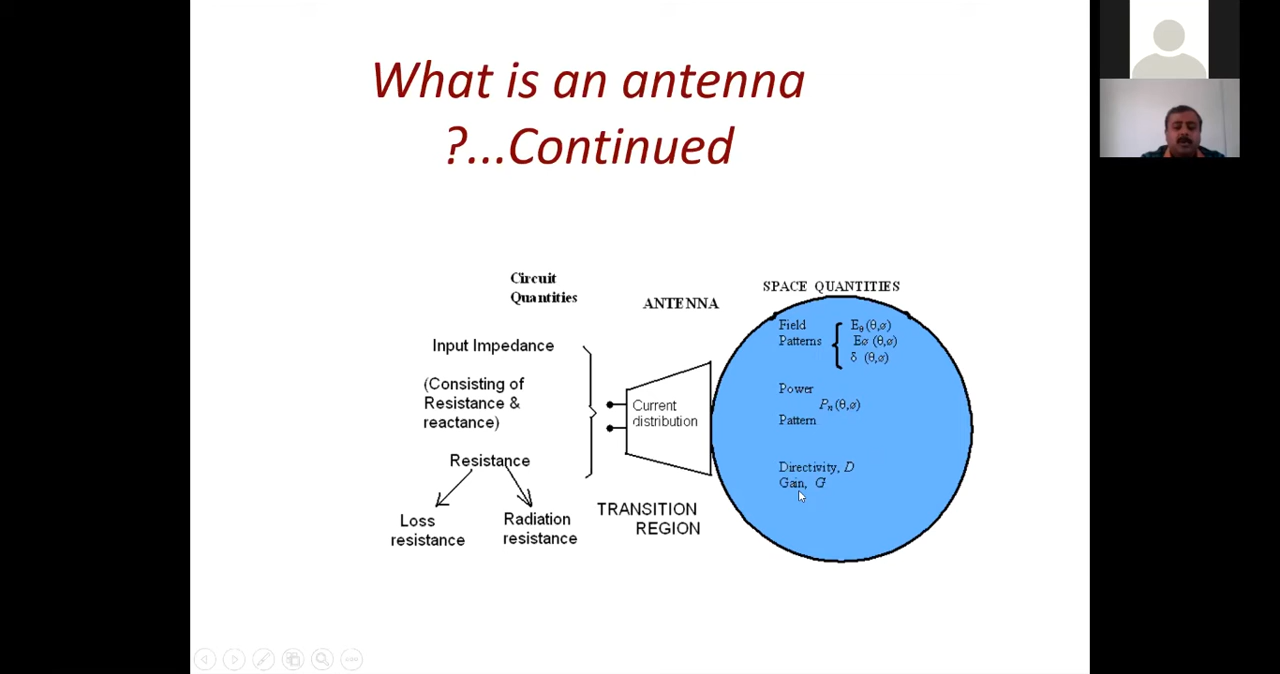 What is an antenna
?...Continued
Circuit
Quantities
ANTENNA
SPACE QUANTITIES
Input Impedance
(Consisting of
Resistance &
reactance)
Resistance
Loss
resistance
Radiation
resistance
Current
distribution
TRANSITION
REGION
Field
Patterns
Eθ (θ,ø)
Eø (θ,ø)
δ (θ,ø)
Power
Pn (θ,ø)
Pattern
Directivity, D
Gain, G